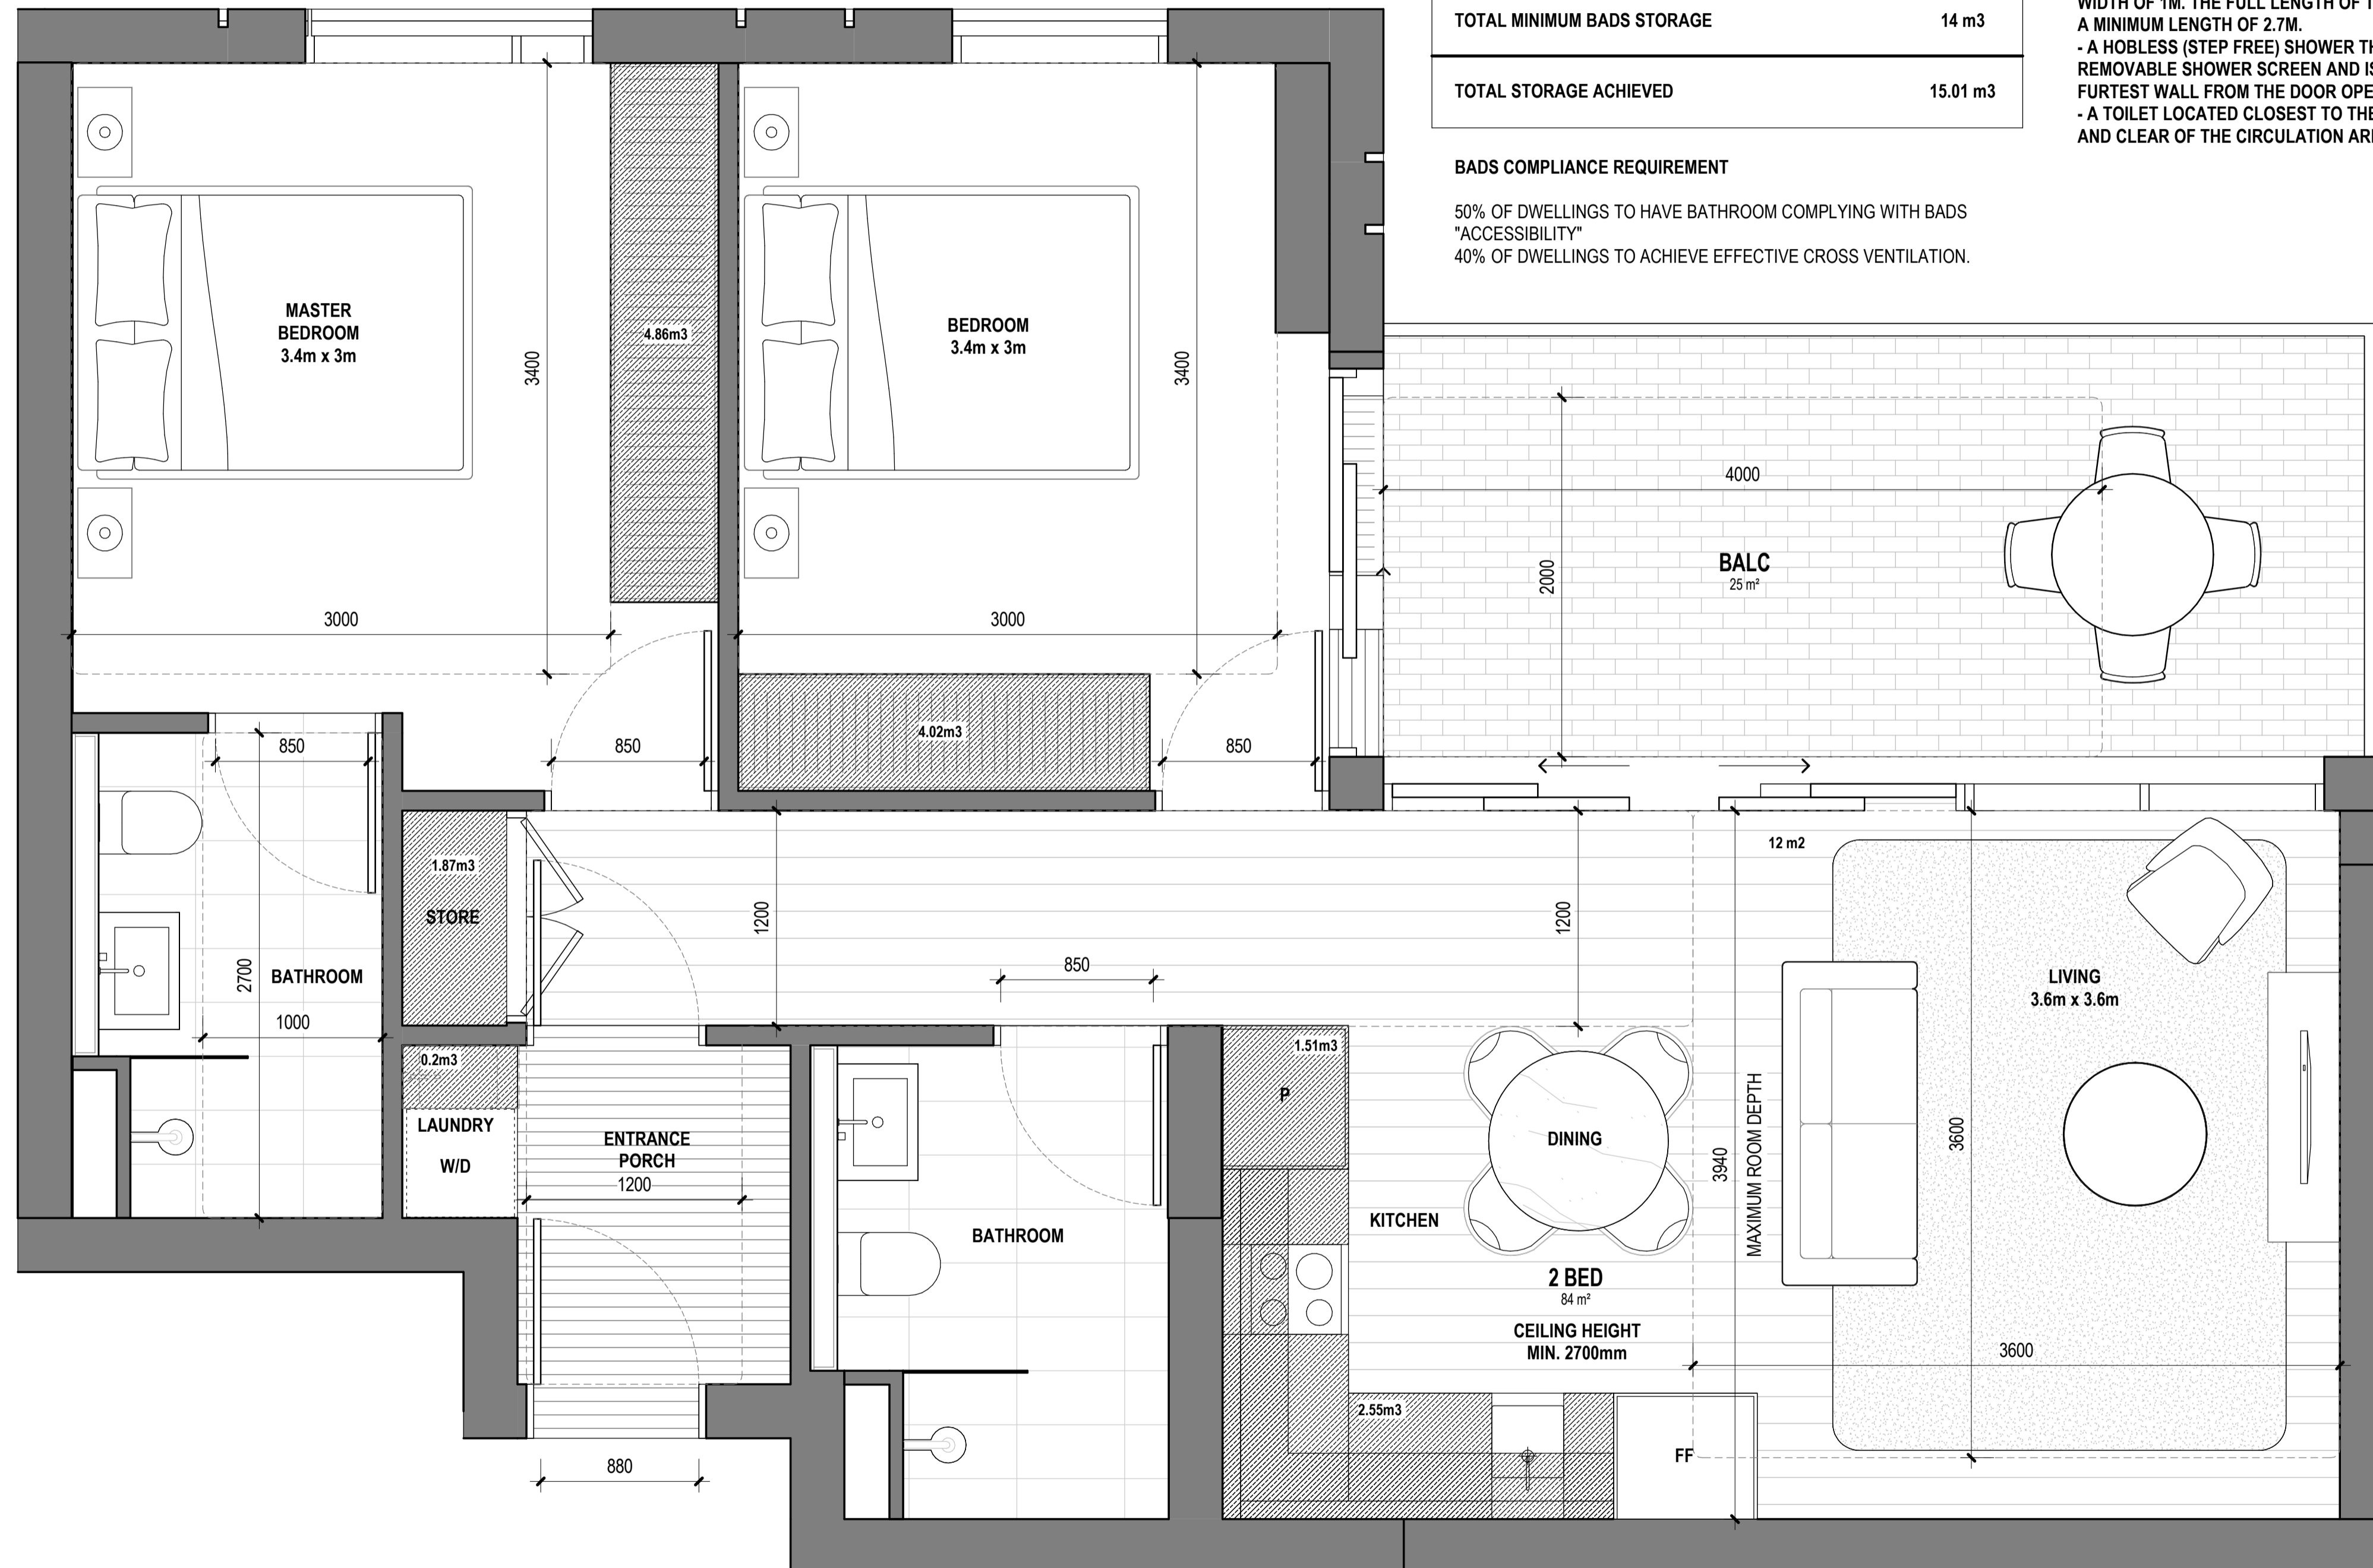 TOTAL MINIMUM BADS STORAGE 14 m3
TOTAL STORAGE ACHIEVED 15.01 m3
BADS COMPLIANCE REQUIREMENT
50% OF DWELLINGS TO HAVE BATHROOM COMPLYING WITH BADS
"ACCESSIBILITY"
40% OF DWELLINGS TO ACHIEVE EFFECTIVE CROSS VENTILATION.
WIDTH OF 1M. THE FULL LENGTH OF
A MINIMUM LENGTH OF 2.7M.
- A HOBLESS (STEP FREE) SHOWER
REMOVABLE SHOWER SCREEN AND
FURTEST WALL FROM THE DOOR
- A TOILET LOCATED CLOSEST TO
AND CLEAR OF THE CIRCULATION
MASTER
BEDROOM
3.4m x 3m
3400
4.86m3
3000
BEDROOM
3.4m x 3m
3400
3000
4.02m3
4000
2000
BALC
25 m²
850
850
850
1.87m3
STORE
2700
BATHROOM
1000
1200
850
1200
12 m2
LIVING
3.6m x 3.6m
0.2m3
LAUNDRY
W/D
ENTRANCE
PORCH
1200
880
BATHROOM
1.51m3
P
KITCHEN
DINING
2 BED
84 m²
CEILING HEIGHT
MIN. 2700mm
2.55m3
FF
3940
MAXIMUM ROOM DEPTH
3600
3600